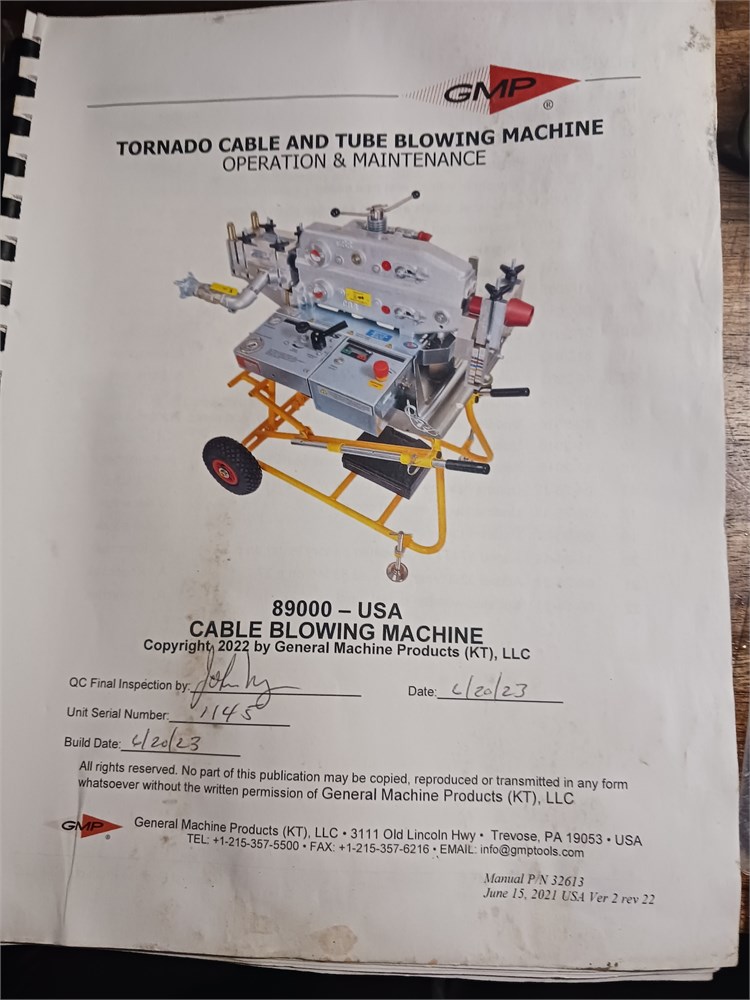 GMP
®
TORNADO CABLE AND TUBE BLOWING MACHINE
OPERATION & MAINTENANCE
89000 – USA
CABLE BLOWING MACHINE
Copyright, 2022 by General Machine Products (KT), LLC
QC Final Inspection by: Date: 6/20/23
Unit Serial Number: 1145
Build Date: 6/20/23
All rights reserved. No part of this publication may be copied, reproduced or transmitted in any form
whatsoever without the written permission of General Machine Products (KT), LLC
GMP
®
General Machine Products (KT), LLC • 3111 Old Lincoln Hwy • Trevose, PA 19053 • USA
TEL: +1-215-357-5500 • FAX: +1-215-357-6216 • EMAIL: info@gmptools.com
Manual P/N 32613
June 15, 2021 USA Ver 2 rev 22